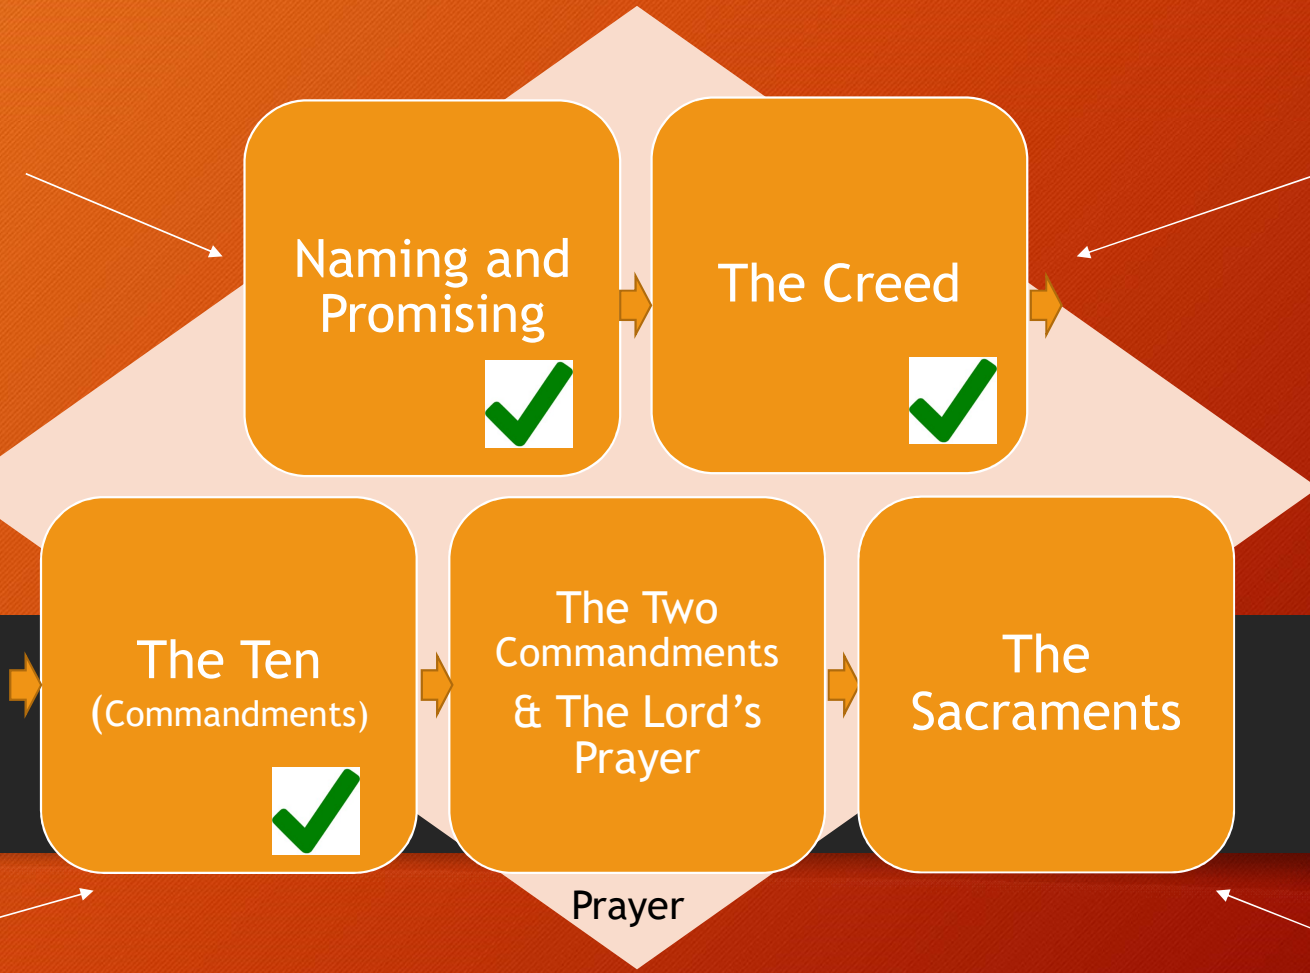 Naming and
Promising
The Creed
The Ten
(Commandments)
The Two
Commandments
& The Lord’s
Prayer
The
Sacraments
Prayer